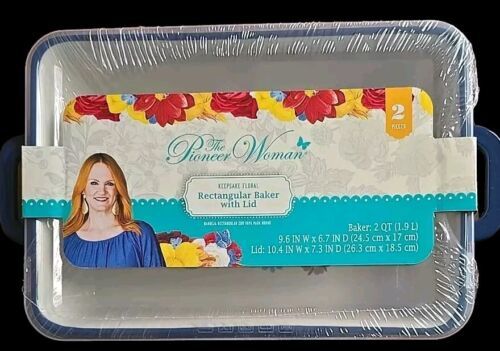 2
PIECES
The
Pioneer Woman
KEEPSAKE FLORAL
Rectangular Baker
with Lid
Baker: 2 QT (1.9 L)
9.6 IN W x 6.7 IN D (24.5 cm x 17 cm)
Lid: 10.4 IN W x 7.3 IN D (26.3 cm x 18.5 cm)